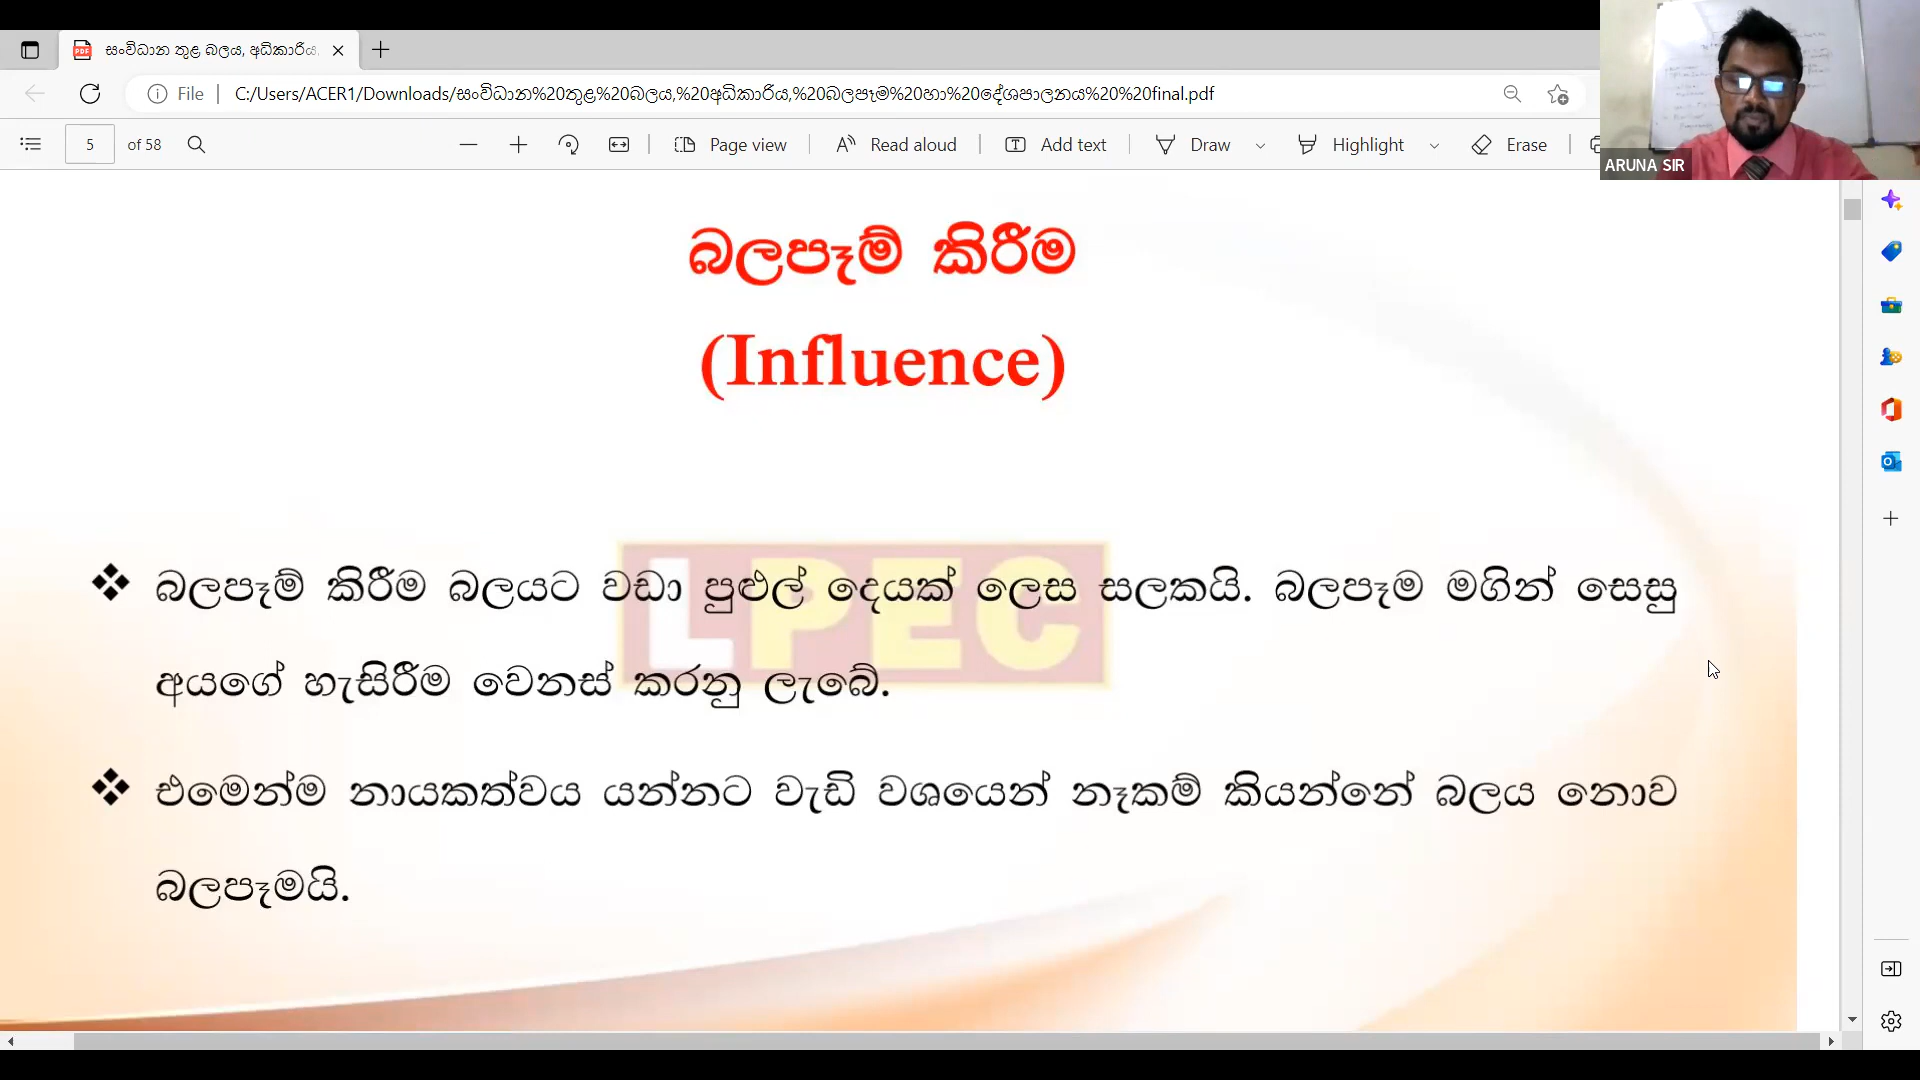 සංවිධාන තුළ බලය, අධිකාරිය,
File
C:/Users/ACER1/Downloads/සංවිධාන%20තුළ%20බලය,%20අධිකාරිය,%20බලපෑම%20හා%20දේශපාලනය%20%20final.pdf
5 of 58
Page view
Read aloud
Add text
Draw
Highlight
Erase
ARUNA SIR
බලපෑම් කිරීම
(Influence)
LPEC
බලපෑම් කිරීම බලයට වඩා පුළුල් දෙයක් ලෙස සලකයි. බලපෑම මගින් සෙසු
අයගේ හැසිරීම වෙනස් කරනු ලැබේ.
එමෙන්ම නායකත්වය යන්නට වැඩි වශයෙන් නෑකම් කියන්නේ බලය නොව
බලපෑමයි.